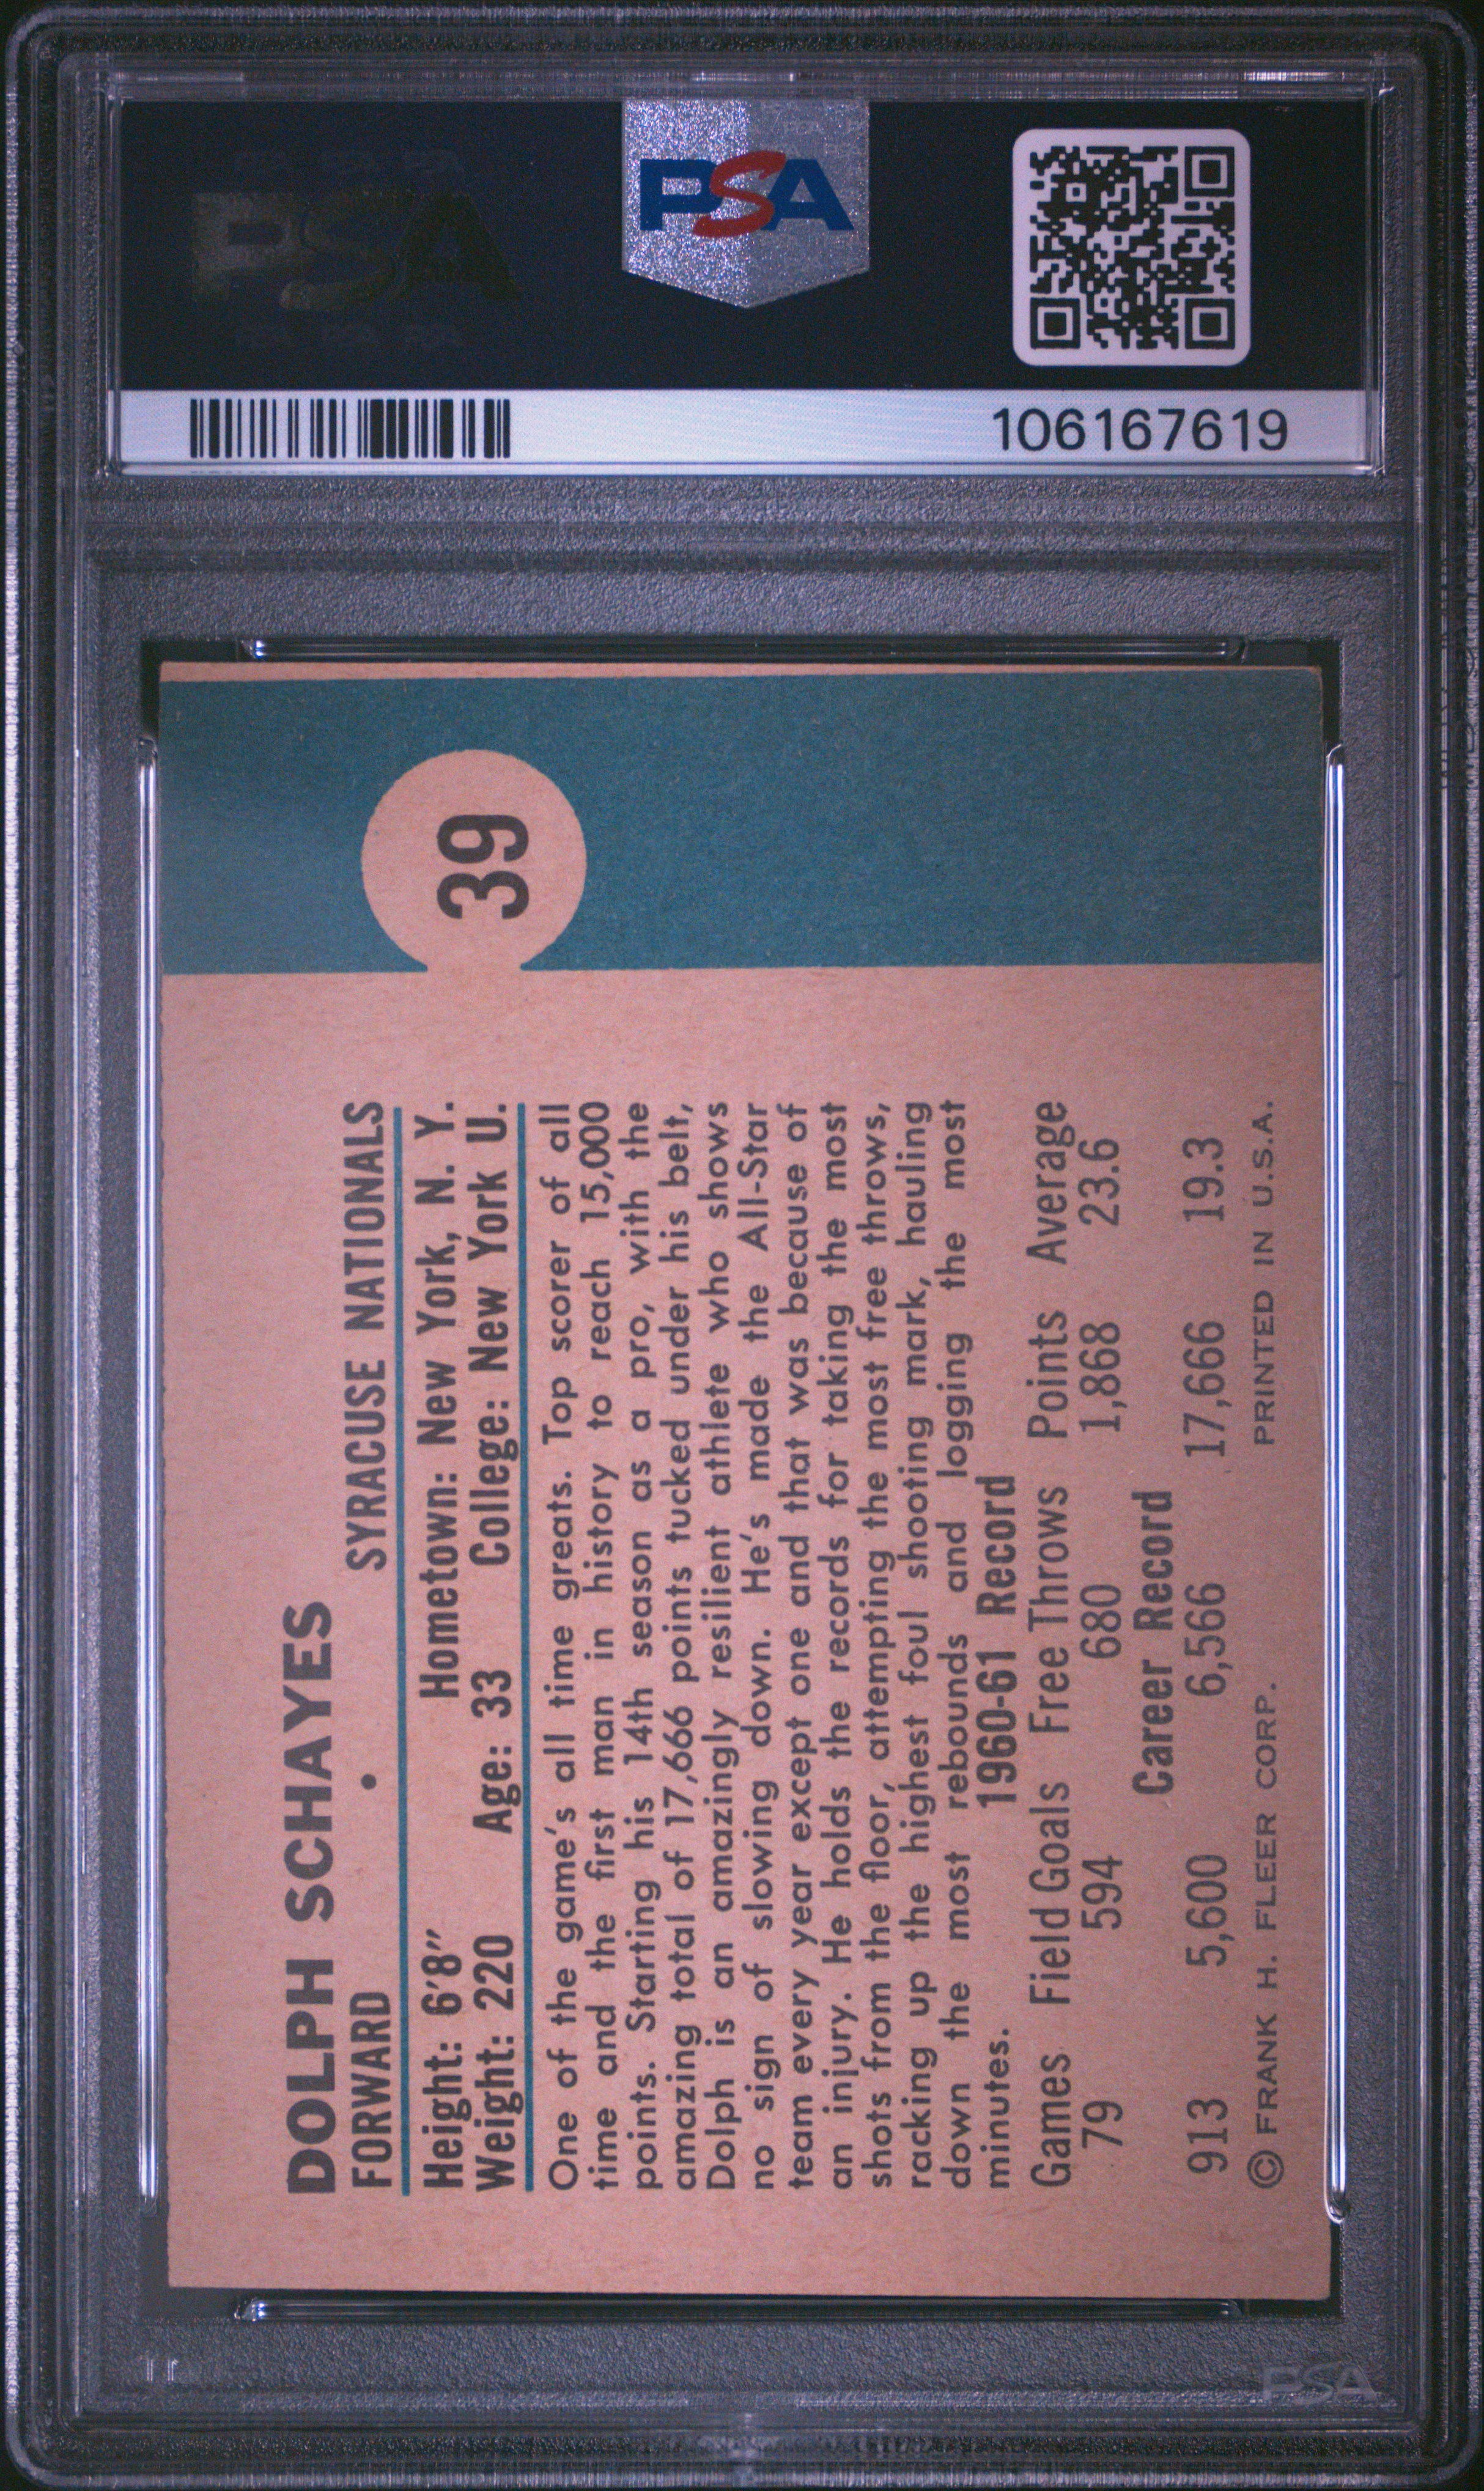 PSA
PSA
106167619
39
DOLPH SCHAYES
FORWARD • SYRACUSE NATIONALS
Height: 6'8" Hometown: New York, N. Y.
Weight: 220 Age: 33 College: New York U.
One of the game's all time greats. Top scorer of all
time and the first man in history to reach 15,000
points. Starting his 14th season as a pro, with the
amazing total of 17,666 points tucked under his belt,
Dolph is an amazingly resilient athlete who shows
no sign of slowing down. He's made the All-Star
team every year except one and that was because of
an injury. He holds the records for taking the most
shots from the floor, attempting the most free throws,
racking up the highest foul shooting mark, hauling
down the most rebounds and logging the most
minutes.
1960-61 Record
Games Field Goals Free Throws Points Average
79 594 680 1,868 23.6
Career Record
913 5,600 6,566 17,666 19.3
© FRANK H. FLEER CORP. PRINTED IN U.S.A.
PSA